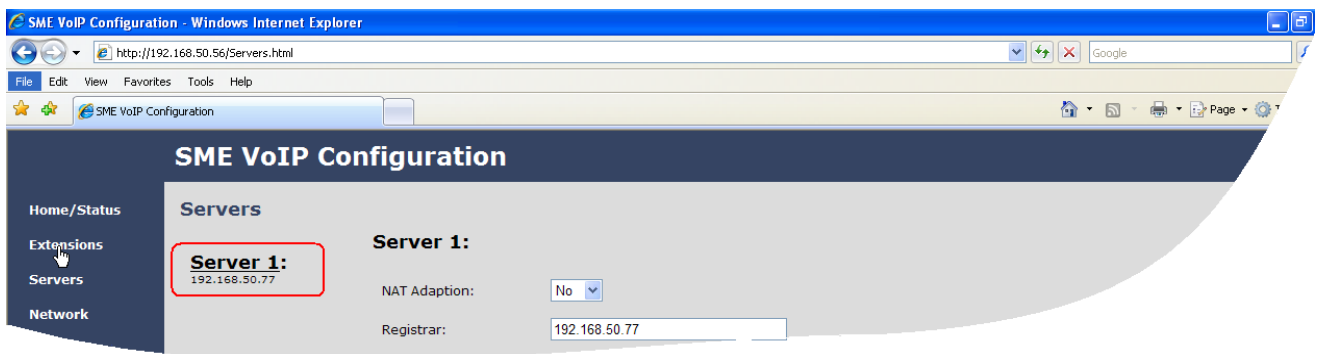 SME VoIP Configuration - Windows Internet Explorer
http://192.168.50.56/Servers.html
Google
File Edit View Favorites Tools Help
SME VoIP Configuration
Page
SME VoIP Configuration
Home/Status
Extensions
Servers
Network
Servers
Server 1:
192.168.50.77
Server 1:
NAT Adaption: No
Registrar: 192.168.50.77